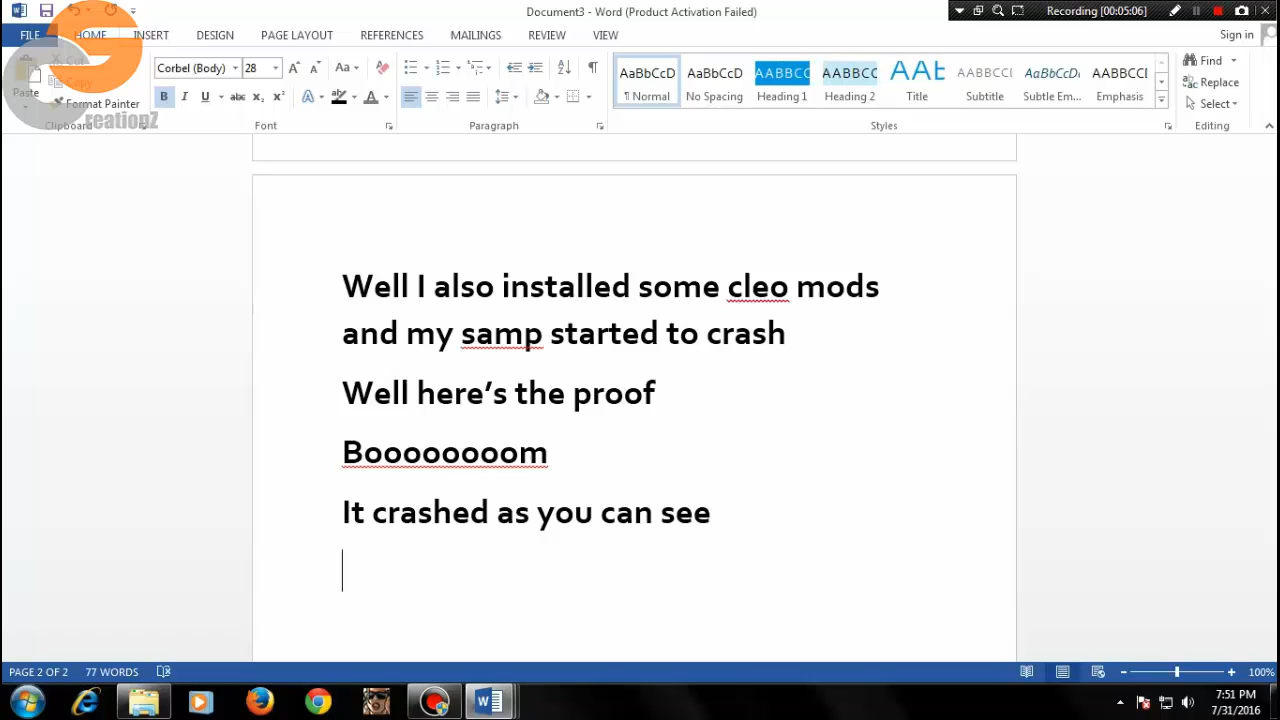 Document3 - Word (Product Activation Failed)
Recording [00:05:06]
FILE HOME INSERT DESIGN PAGE LAYOUT REFERENCES MAILINGS REVIEW VIEW Sign in
Cut
Copy
Paste
Format Painter
Clipboard
CreationZ
Corbel (Body) 28
Font
Paragraph
AaBbCcD AaBbCcD AABBCC AABBCC AAB AABBCCI AaBbCcDı AABBCCI
¶ Normal No Spacing Heading 1 Heading 2 Title Subtitle Subtle Em... Emphasis
Styles
Find
Replace
Select
Editing
Well I also installed some cleo mods
and my samp started to crash
Well here’s the proof
Boooooooom
It crashed as you can see
PAGE 2 OF 2 77 WORDS 100%
7:51 PM
7/31/2016